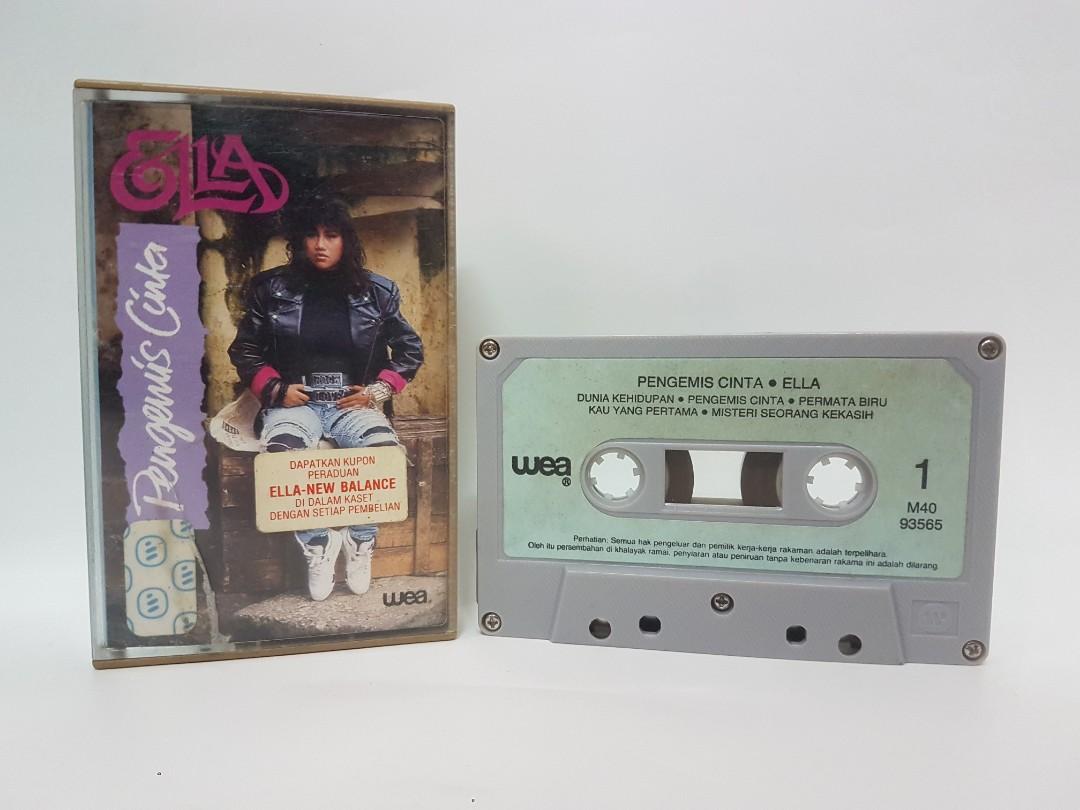 ELLA
Pengemis Cinta
ROCK
DAPATKAN KUPON
PERADUAN
ELLA-NEW BALANCE
DI DALAM KASET
DENGAN SETIAP PEMBELIAN
wea®
PENGEMIS CINTA • ELLA
DUNIA KEHIDUPAN • PENGEMIS CINTA • PERMATA BIRU
KAU YANG PERTAMA • MISTERI SEORANG KEKASIH
wea®
1
M40
93565
Perhatian: Semua hak pengeluar dan pemilik kerja-kerja rakaman adalah terpelihara.
Oleh itu persembahan di khalayak ramai, penyiaran atau peniruan tanpa kebenaran rakama ini adalah dilarang.